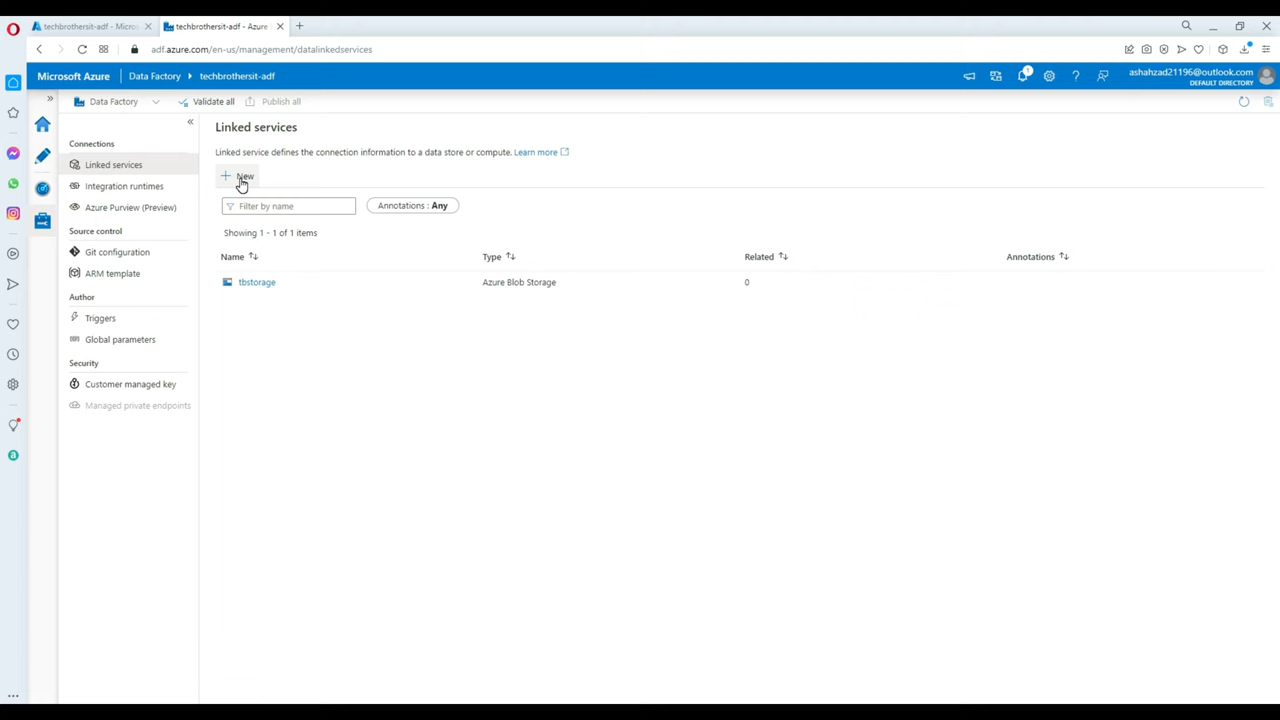 techbrothersit-adf - Micros
techbrothersit-adf - Azure
adf.azure.com/en-us/management/datalinkedservices
Microsoft Azure
Data Factory
techbrothersit-adf
1
ashahzad21196@outlook.com
DEFAULT DIRECTORY
Data Factory
Validate all
Publish all
Connections
Linked services
Integration runtimes
Azure Purview (Preview)
Source control
Git configuration
ARM template
Author
Triggers
Global parameters
Security
Customer managed key
Managed private endpoints
Linked services
Linked service defines the connection information to a data store or compute. Learn more
New
Filter by name
Annotations : Any
Showing 1 - 1 of 1 items
Name
Type
Related
Annotations
tbstorage
Azure Blob Storage
0